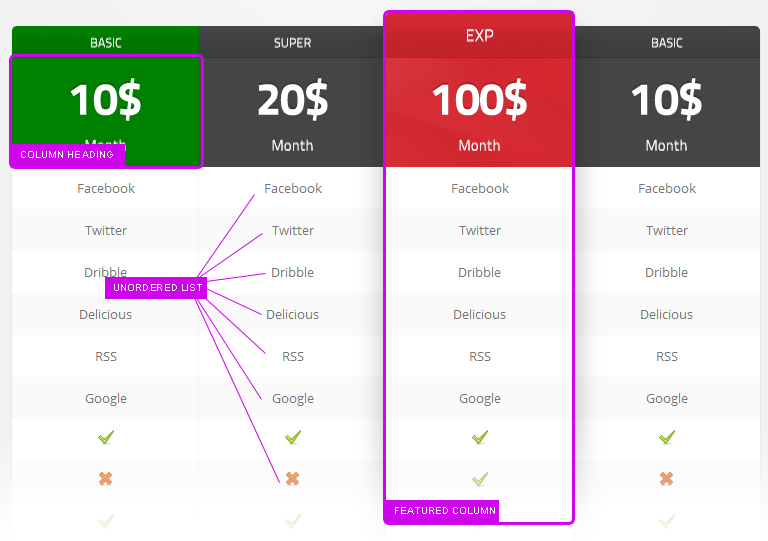 BASIC SUPER EXP BASIC
10$ 20$ 100$ 10$
Month Month Month Month
COLUMN HEADING
Facebook Facebook Facebook Facebook
Twitter Twitter Twitter Twitter
Dribble Dribble Dribble Dribble
UNORDERED LIST
Delicious Delicious Delicious Delicious
RSS RSS RSS RSS
Google Google Google Google
FEATURED COLUMN